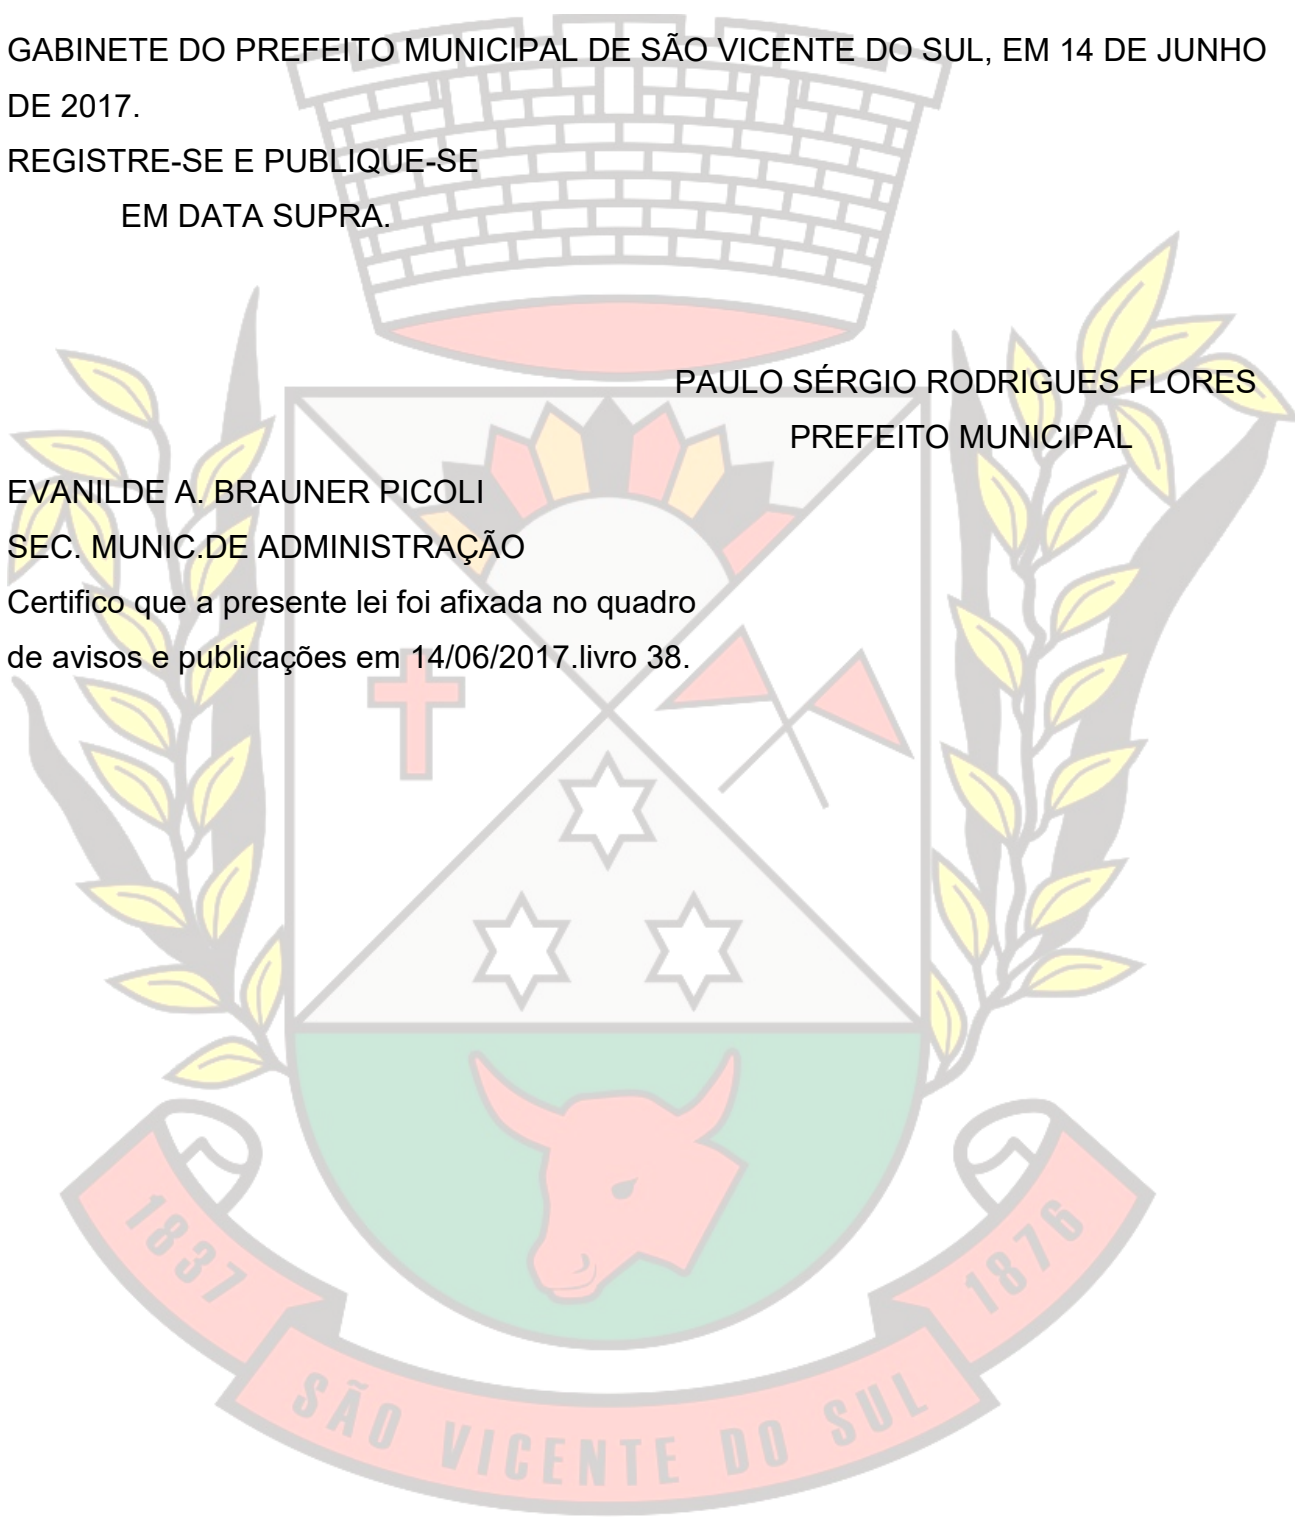 GABINETE DO PREFEITO MUNICIPAL DE SÃO VICENTE DO SUL, EM 14 DE JUNHO
DE 2017.
REGISTRE-SE E PUBLIQUE-SE
EM DATA SUPRA.
PAULO SÉRGIO RODRIGUES FLORES
PREFEITO MUNICIPAL
EVANILDE A. BRAUNER PICOLI
SEC. MUNIC.DE ADMINISTRAÇÃO
Certifico que a presente lei foi afixada no quadro
de avisos e publicações em 14/06/2017.livro 38.
1837
1876
SÃO VICENTE DO SUL